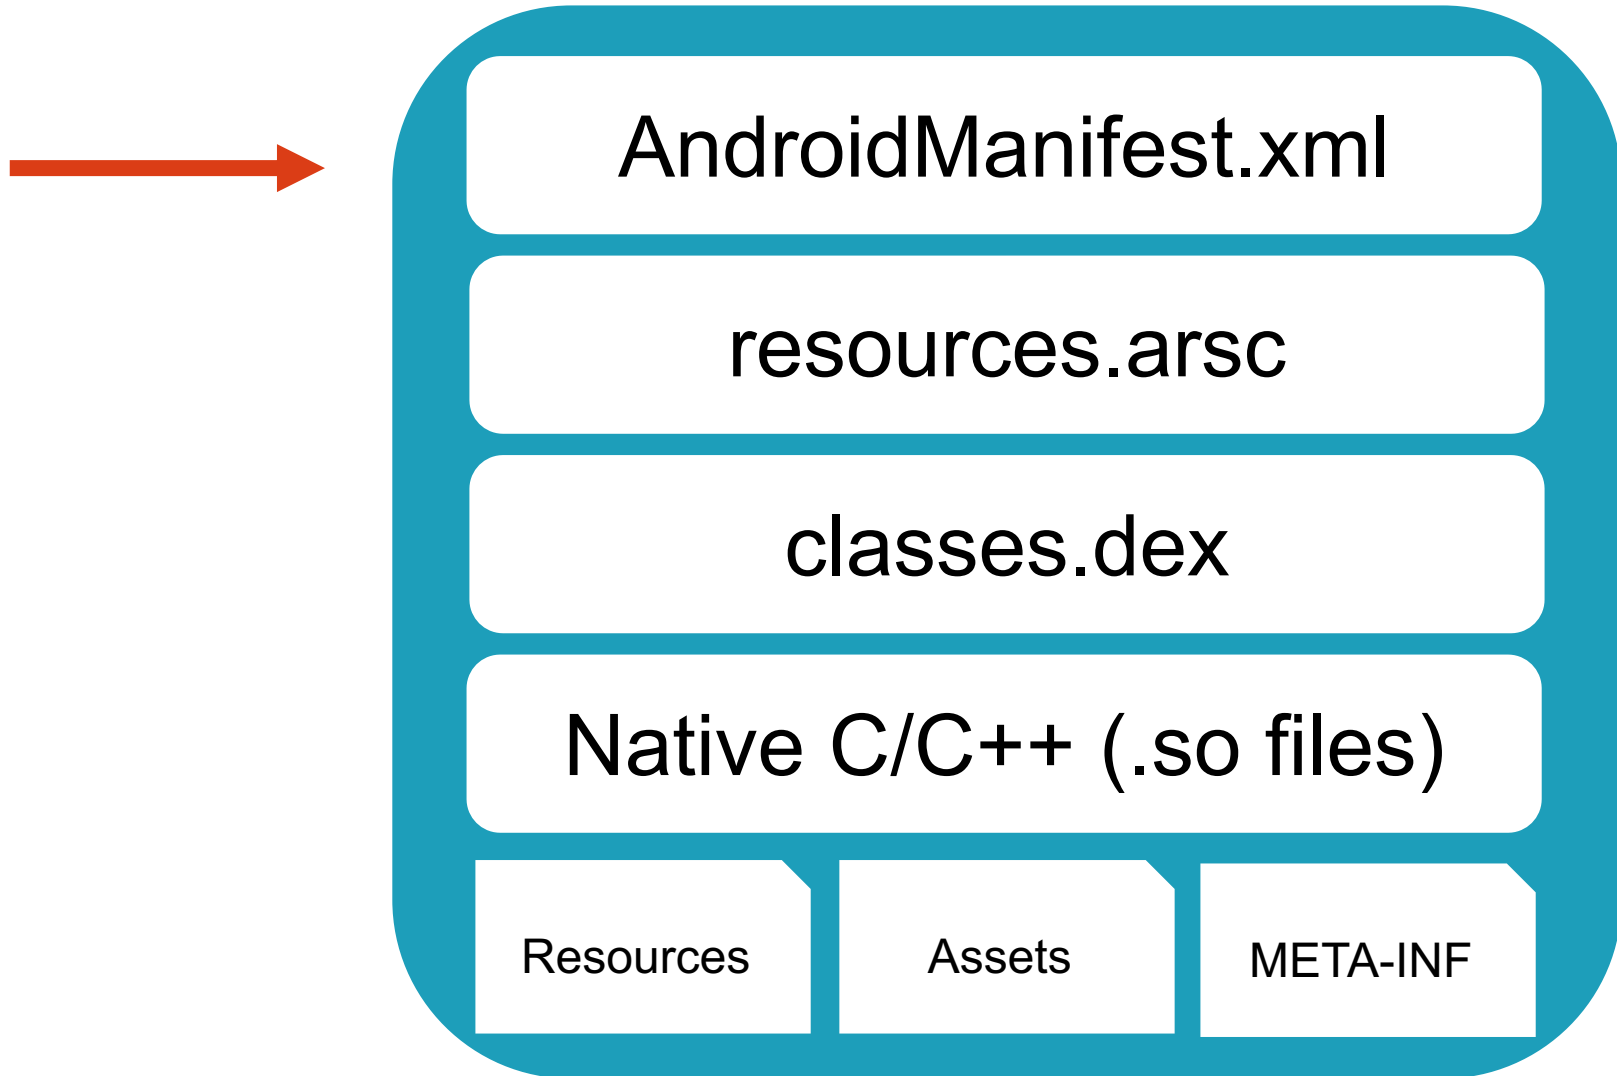 AndroidManifest.xml
resources.arsc
classes.dex
Native C/C++ (.so files)
Resources
Assets
META-INF